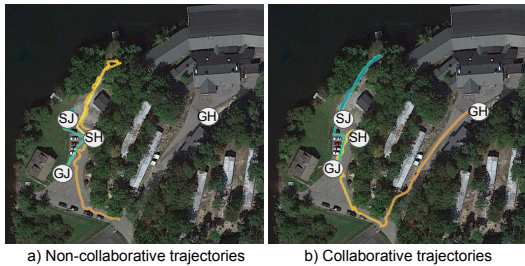 SJ
SH
GH
GJ
SJ
SH
GH
GJ
a) Non-collaborative trajectories
b) Collaborative trajectories